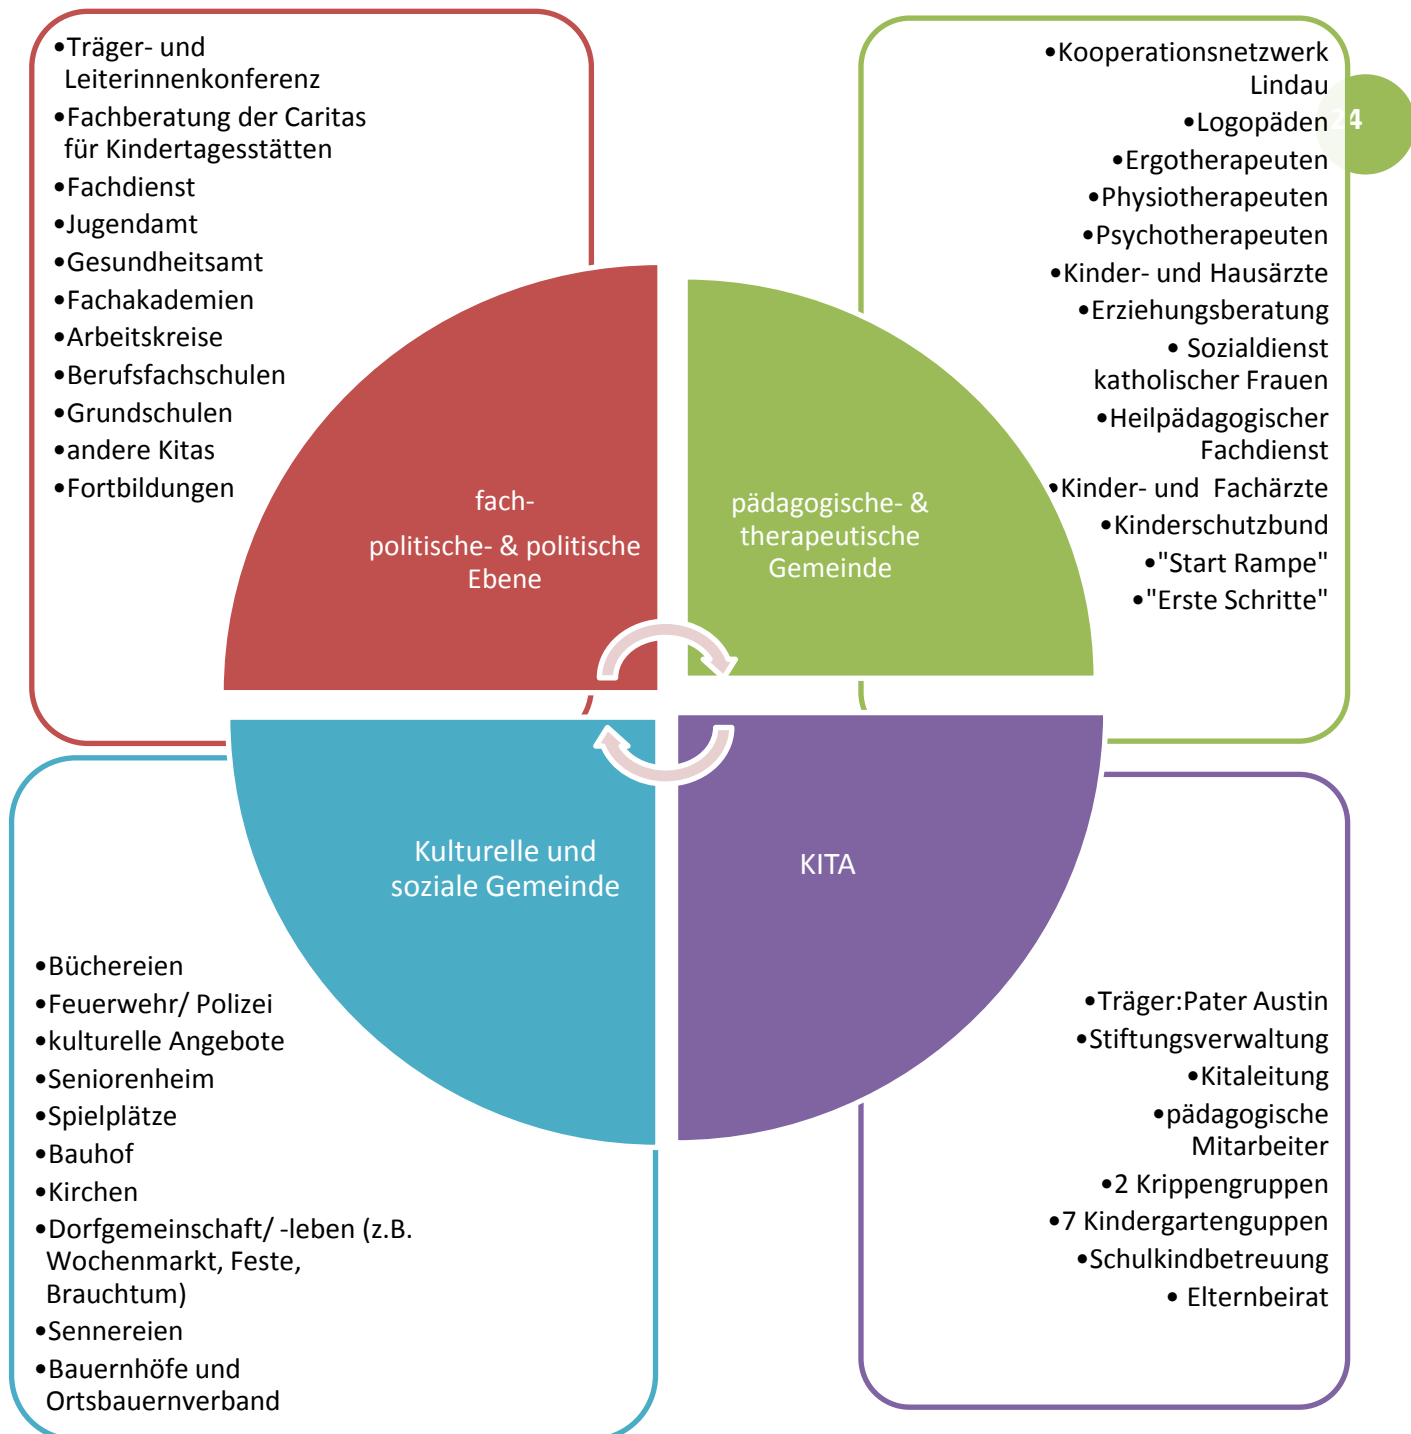 •Träger- und
Leiterinnenkonferenz
•Fachberatung der Caritas
für Kindertagesstätten
•Fachdienst
•Jugendamt
•Gesundheitsamt
•Fachakademien
•Arbeitskreise
•Berufsfachschulen
•Grundschulen
•andere Kitas
•Fortbildungen
fach-
politische- & politische
Ebene
•Kooperationsnetzwerk
Lindau
24
•Logopäden
•Ergotherapeuten
•Physiotherapeuten
•Psychotherapeuten
•Kinder- und Hausärzte
•Erziehungsberatung
• Sozialdienst
katholischer Frauen
•Heilpädagogischer
Fachdienst
•Kinder- und Fachärzte
•Kinderschutzbund
•"Start Rampe"
•"Erste Schritte"
pädagogische- &
therapeutische
Gemeinde
Kulturelle und
soziale Gemeinde
•Büchereien
•Feuerwehr/ Polizei
•kulturelle Angebote
•Seniorenheim
•Spielplätze
•Bauhof
•Kirchen
•Dorfgemeinschaft/ -leben (z.B.
Wochenmarkt, Feste,
Brauchtum)
•Sennereien
•Bauernhöfe und
Ortsbauernverband
KITA
•Träger:Pater Austin
•Stiftungsverwaltung
•Kitaleitung
•pädagogische
Mitarbeiter
•2 Krippengruppen
•7 Kindergartenguppen
•Schulkindbetreuung
• Elternbeirat